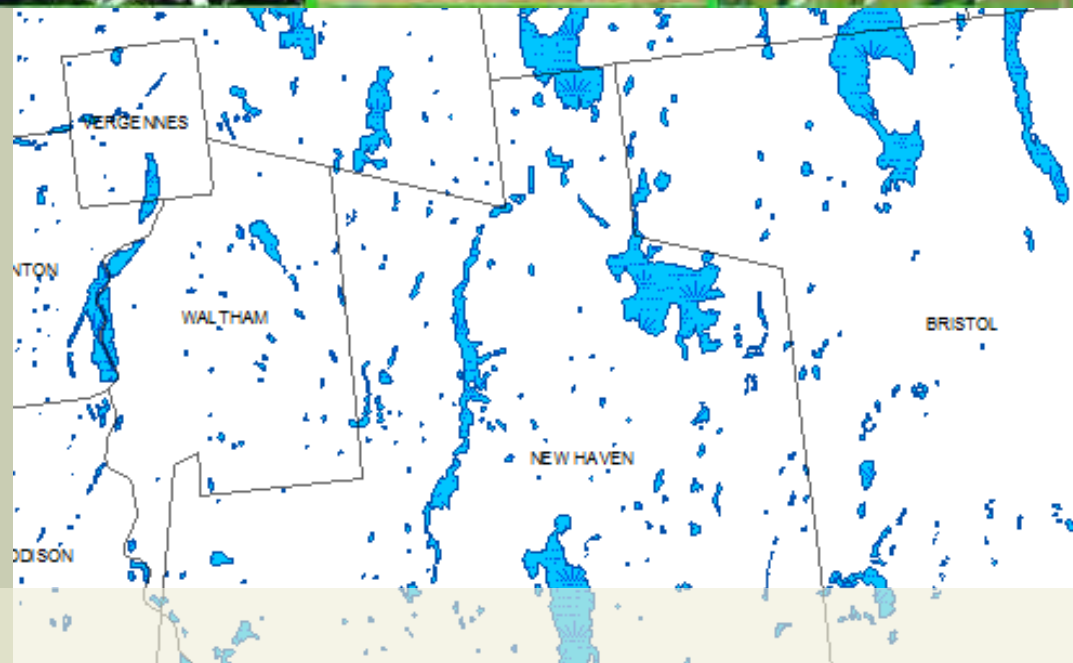 VERGENNES
NTON
WALTHAM
BRISTOL
NEW HAVEN
DDISON